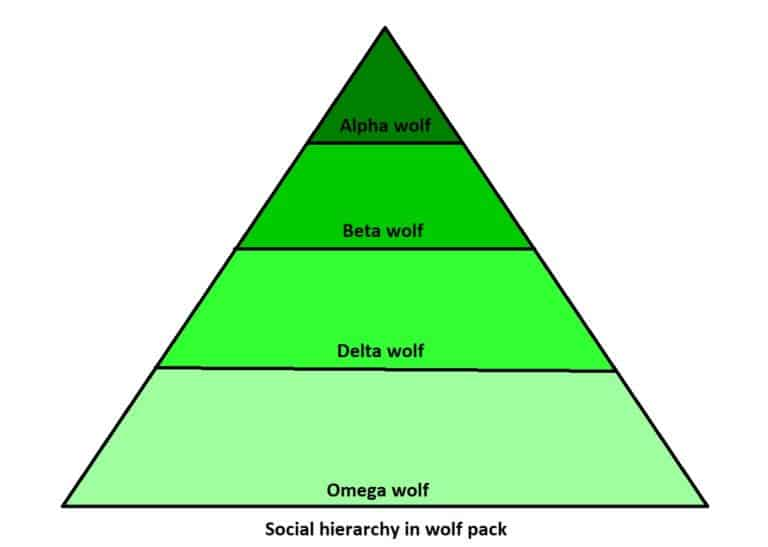 Alpha wolf
Beta wolf
Delta wolf
Omega wolf
Social hierarchy in wolf pack